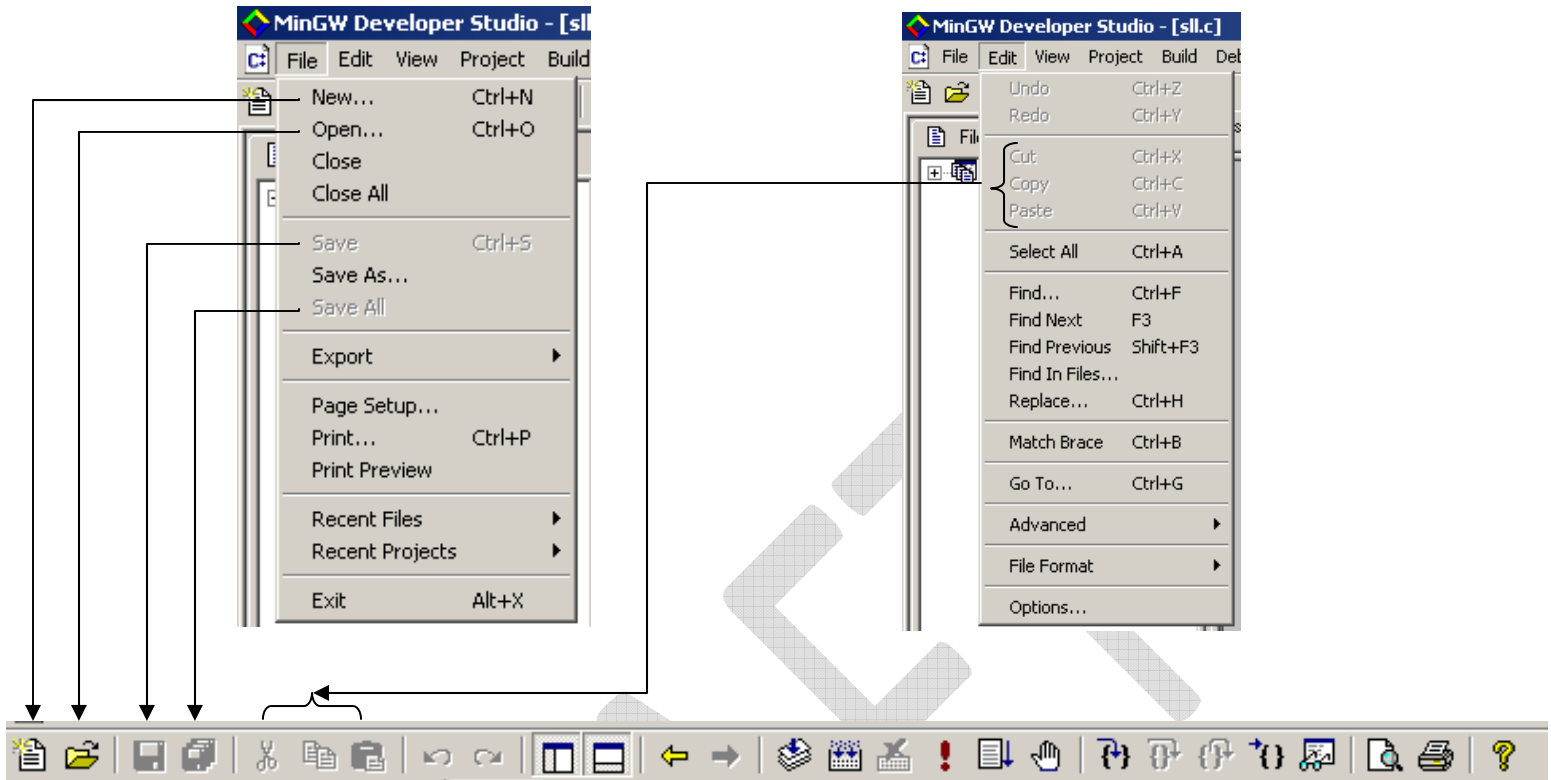 MinGW Developer Studio - [sll
File Edit View Project Build
New... Ctrl+N
Open... Ctrl+O
Close
Close All
Save Ctrl+S
Save As...
Save All
Export
Page Setup...
Print... Ctrl+P
Print Preview
Recent Files
Recent Projects
Exit Alt+X
MinGW Developer Studio - [sll.c]
File Edit View Project Build Deb
Undo Ctrl+Z
Redo Ctrl+Y
File
Cut Ctrl+X
Copy Ctrl+C
Paste Ctrl+V
Select All Ctrl+A
Find... Ctrl+F
Find Next F3
Find Previous Shift+F3
Find In Files...
Replace... Ctrl+H
Match Brace Ctrl+B
Go To... Ctrl+G
Advanced
File Format
Options...